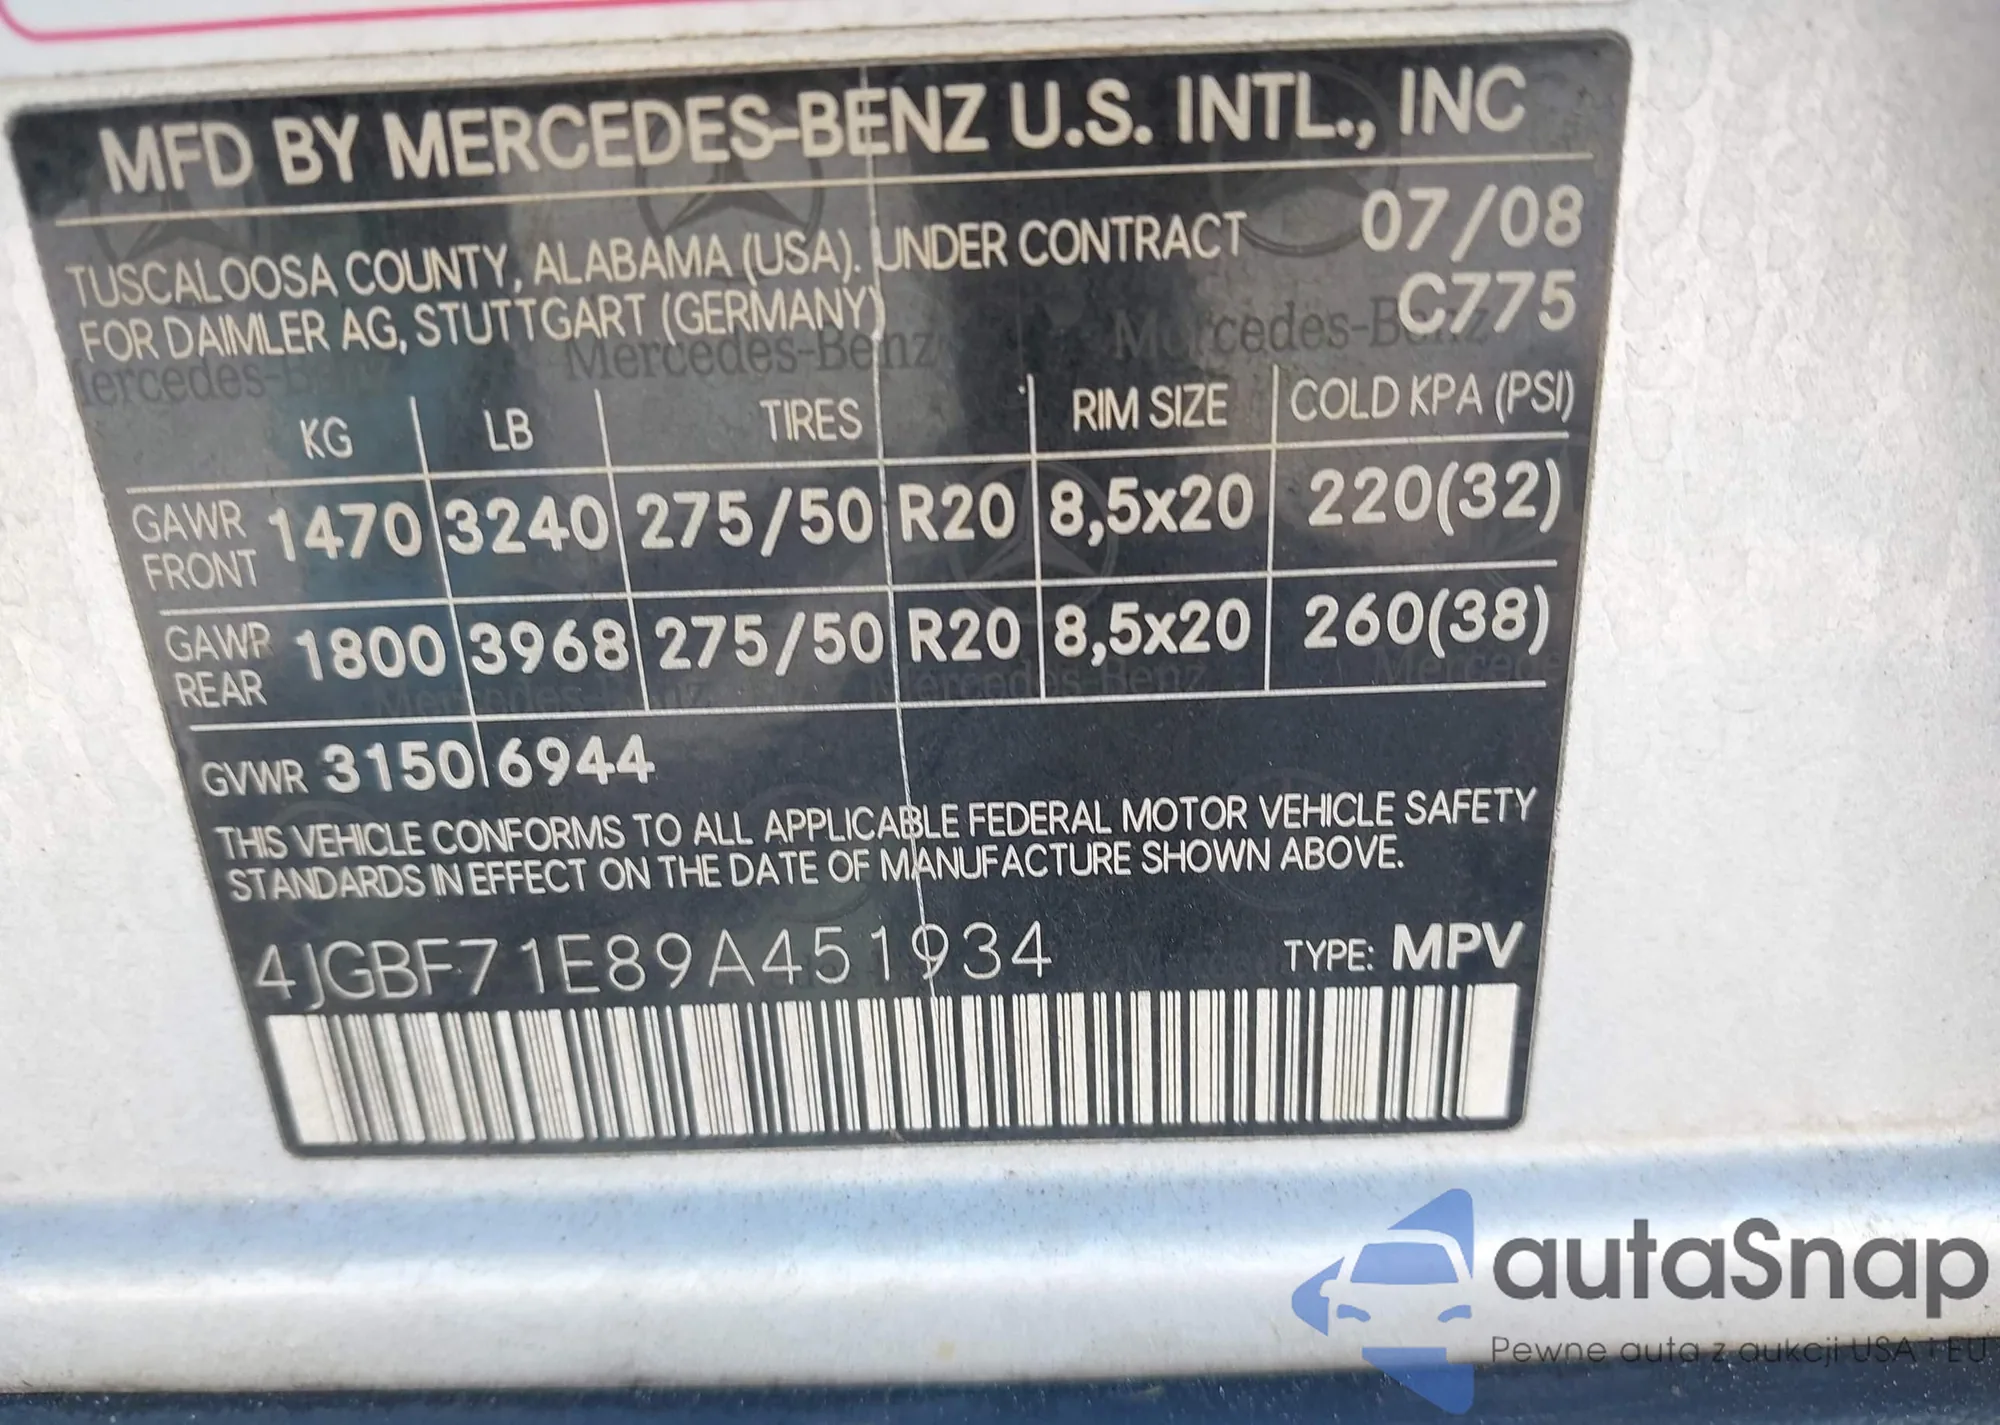 MFD BY MERCEDES-BENZ U.S. INTL., INC
TUSCALOOSA COUNTY, ALABAMA (USA). UNDER CONTRACT 07/08
FOR DAIMLER AG, STUTTGART (GERMANY) C775
KG LB TIRES RIM SIZE COLD KPA (PSI)
GAWR FRONT 1470 3240 275/50 R20 8,5x20 220(32)
GAWR REAR 1800 3968 275/50 R20 8,5x20 260(38)
GVWR 3150 6944
THIS VEHICLE CONFORMS TO ALL APPLICABLE FEDERAL MOTOR VEHICLE SAFETY
STANDARDS IN EFFECT ON THE DATE OF MANUFACTURE SHOWN ABOVE.
4JGBF71E89A451934 TYPE: MPV
autaSnap
Pewne auta z aukcji USA i EU